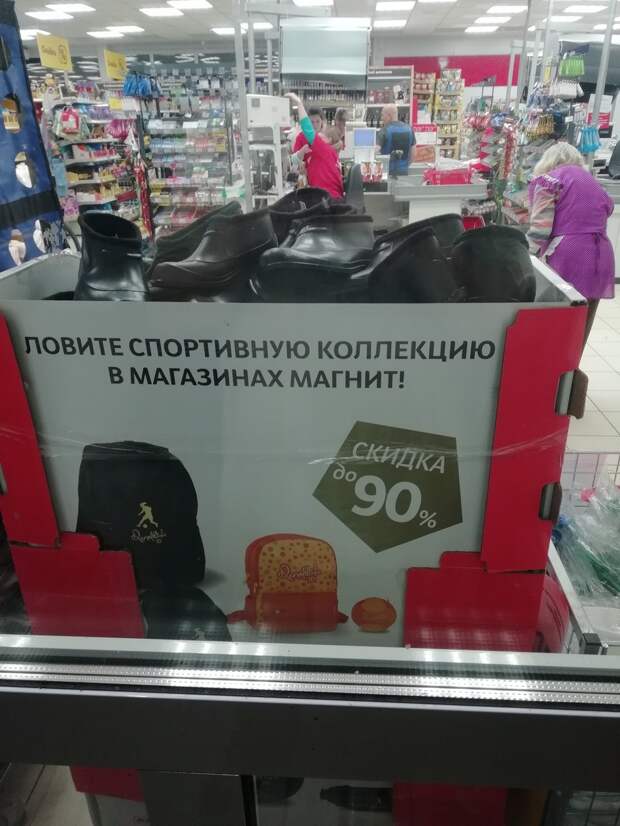 ЛОВИТЕ СПОРТИВНУЮ КОЛЛЕКЦИЮ
В МАГАЗИНАХ МАГНИТ!
СКИДКА
до
90%